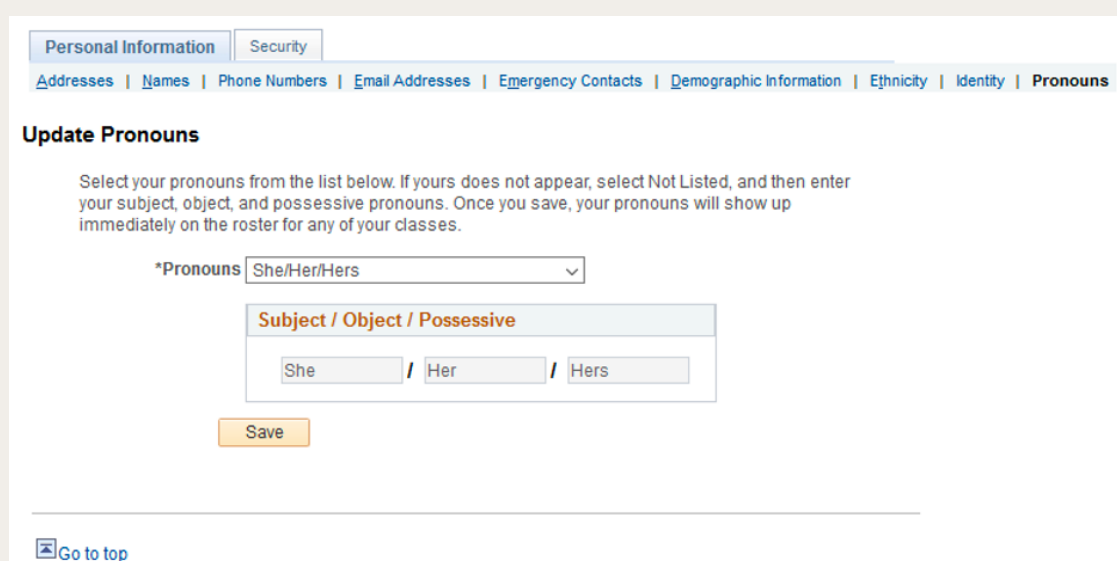 Personal Information Security
Addresses | Names | Phone Numbers | Email Addresses | Emergency Contacts | Demographic Information | Ethnicity | Identity | Pronouns
Update Pronouns
Select your pronouns from the list below. If yours does not appear, select Not Listed, and then enter
your subject, object, and possessive pronouns. Once you save, your pronouns will show up
immediately on the roster for any of your classes.
*Pronouns She/Her/Hers
Subject / Object / Possessive
She / Her / Hers
Save
Go to top